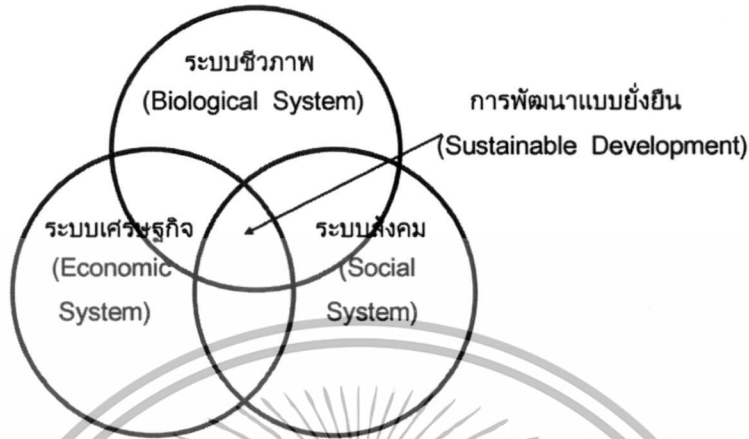 ระบบชีวภาพ
(Biological System)
การพัฒนาแบบยั่งยืน
(Sustainable Development)
ระบบเศรษฐกิจ
(Economic
System)
ระบบสังคม
(Social
System)